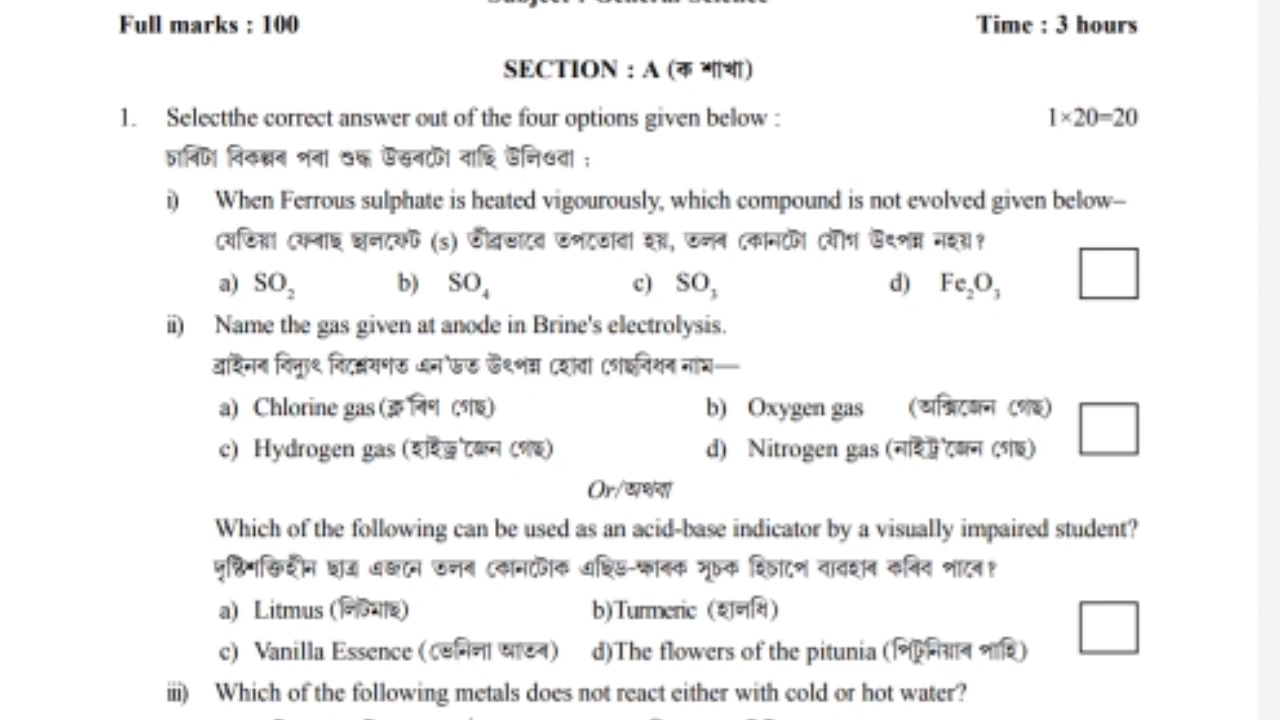 Subject : General Science
Full marks : 100 Time : 3 hours
SECTION : A (ক শাখা)
1. Selectthe correct answer out of the four options given below : 1×20=20
চাৰিটা বিকল্পৰ পৰা শুদ্ধ উত্তৰটো বাছি উলিওৱা :
i) When Ferrous sulphate is heated vigourously, which compound is not evolved given below–
যেতিয়া ফেৰাছ ছালফেট (s) তীব্ৰভাবে তপতোৱা হয়, তলৰ কোনটো যৌগ উৎপন্ন নহয়?
a) SO₂ b) SO₄ c) SO₃ d) Fe₂O₃
ii) Name the gas given at anode in Brine's electrolysis.
ব্ৰাইনৰ বিদ্যুৎ বিশ্লেষণত এন'ডত উৎপন্ন হোৱা গেছবিধৰ নাম—
a) Chlorine gas (ক্ল'ৰিণ গেছ) b) Oxygen gas (অক্সিজেন গেছ)
c) Hydrogen gas (হাইড্ৰ'জেন গেছ) d) Nitrogen gas (নাইট্ৰ'জেন গেছ)
Or/অথবা
Which of the following can be used as an acid-base indicator by a visually impaired student?
দৃষ্টিশক্তিহীন ছাত্ৰ এজনে তলৰ কোনটোক এছিড-ক্ষাৰক সূচক হিচাপে ব্যৱহাৰ কৰিব পাৰে?
a) Litmus (লিটমাছ) b)Turmeric (হালধি)
c) Vanilla Essence (ভেনিলা আতৰ) d)The flowers of the pitunia (পিটুনিয়াৰ পাহি)
iii) Which of the following metals does not react either with cold or hot water?